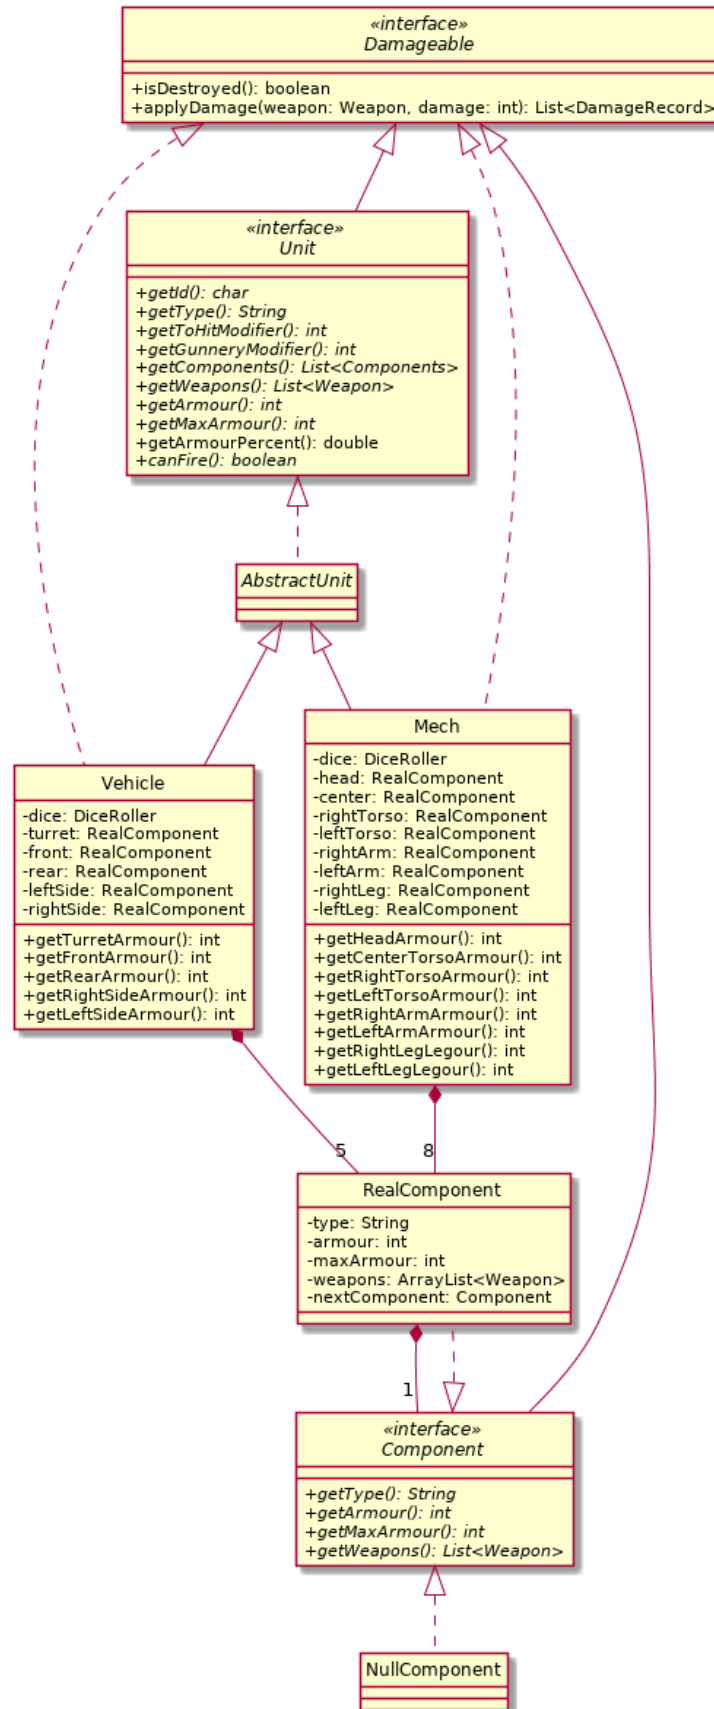 «interface»
Damageable
+isDestroyed(): boolean
+applyDamage(weapon: Weapon, damage: int): List<DamageRecord>
«interface»
Unit
+getId(): char
+getType(): String
+getToHitModifier(): int
+getGunneryModifier(): int
+getComponents(): List<Components>
+getWeapons(): List<Weapon>
+getArmour(): int
+getMaxArmour(): int
+getArmourPercent(): double
+canFire(): boolean
AbstractUnit
Mech
-dice: DiceRoller
-head: RealComponent
-center: RealComponent
-rightTorso: RealComponent
-leftTorso: RealComponent
-rightArm: RealComponent
-leftArm: RealComponent
-rightLeg: RealComponent
-leftLeg: RealComponent
+getHeadArmour(): int
+getCenterTorsoArmour(): int
+getRightTorsoArmour(): int
+getLeftTorsoArmour(): int
+getRightArmArmour(): int
+getLeftArmArmour(): int
+getRightLegLegour(): int
+getLeftLegLegour(): int
Vehicle
-dice: DiceRoller
-turret: RealComponent
-front: RealComponent
-rear: RealComponent
-leftSide: RealComponent
-rightSide: RealComponent
+getTurretArmour(): int
+getFrontArmour(): int
+getRearArmour(): int
+getRightSideArmour(): int
+getLeftSideArmour(): int
5
8
RealComponent
-type: String
-armour: int
-maxArmour: int
-weapons: ArrayList<Weapon>
-nextComponent: Component
1
«interface»
Component
+getType(): String
+getArmour(): int
+getMaxArmour(): int
+getWeapons(): List<Weapon>
NullComponent